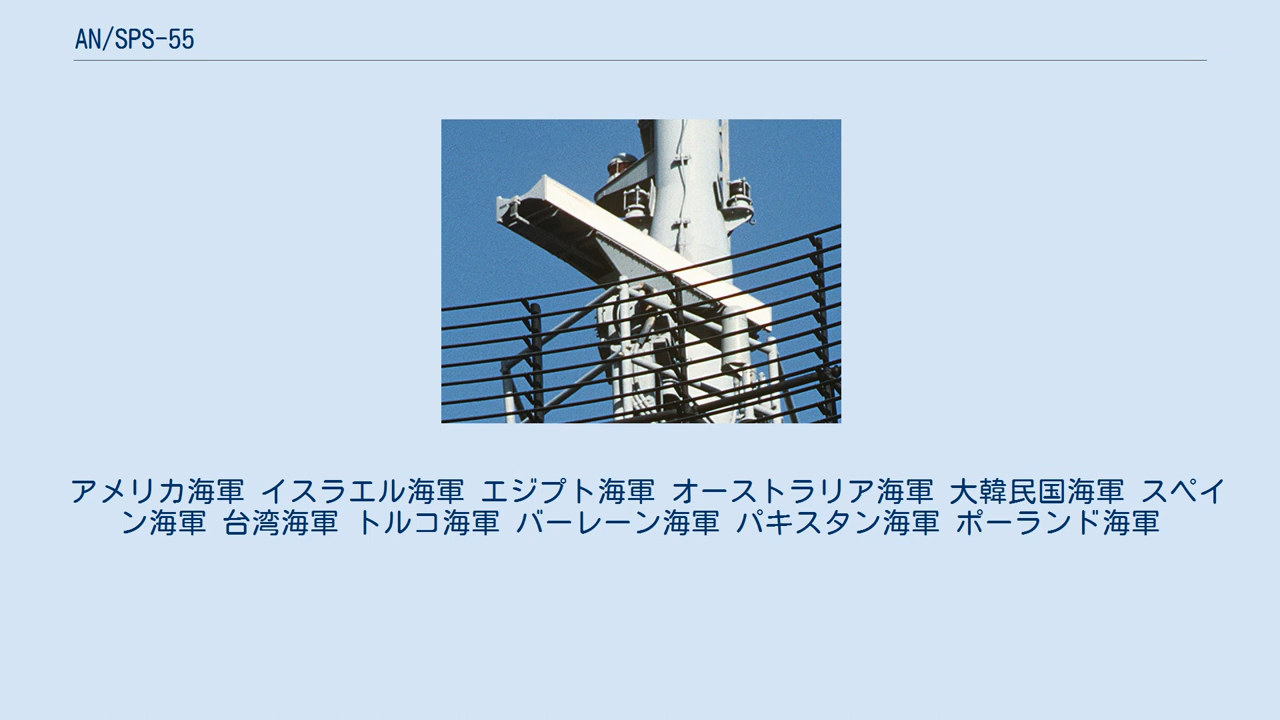 AN/SPS-55
アメリカ海軍 イスラエル海軍 エジプト海軍 オーストラリア海軍 大韓民国海軍 スペイ
ン海軍 台湾海軍 トルコ海軍 バーレーン海軍 パキスタン海軍 ポーランド海軍